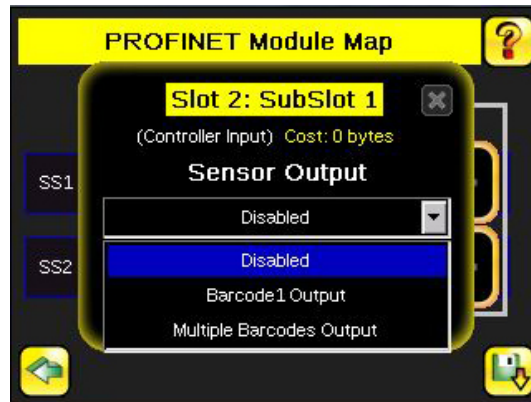 PROFINET Module Map
?
Slot 2: SubSlot 1
(Controller Input) Cost: 0 bytes
SS1
Sensor Output
Disabled
SS2
Disabled
Barcode1 Output
Multiple Barcodes Output